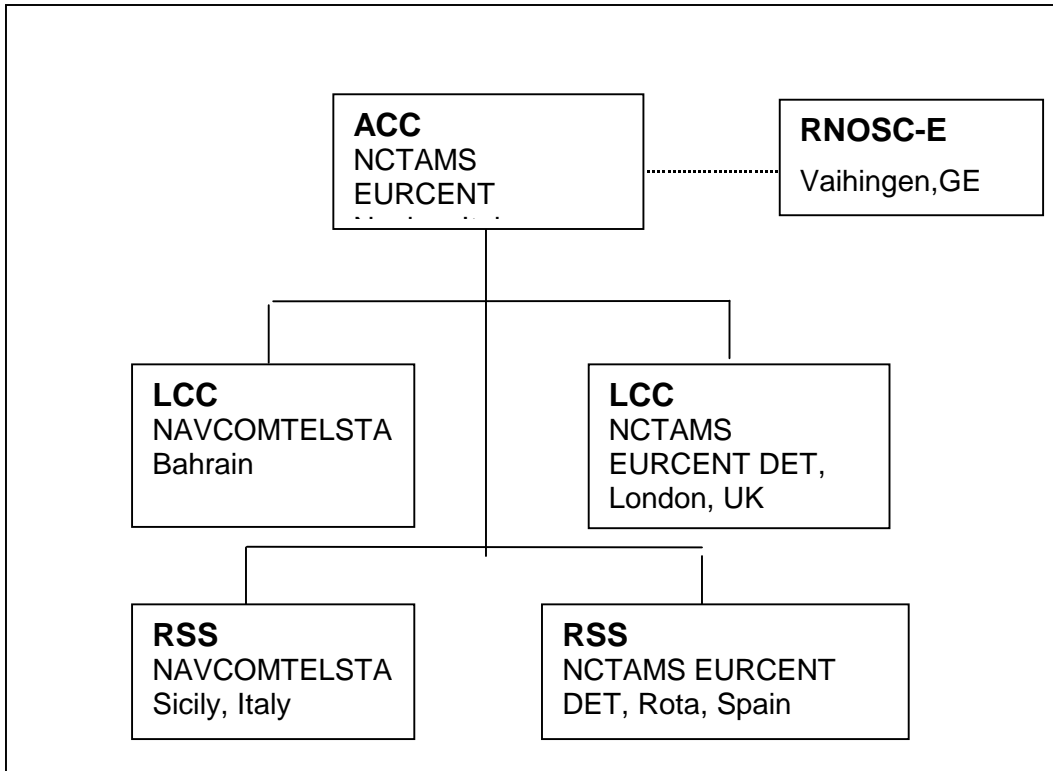 ACC
NCTAMS
EURCENT
RNOSC-E
Vaihingen,GE
LCC
NAVCOMTELSTA
Bahrain
LCC
NCTAMS
EURCENT DET,
London, UK
RSS
NAVCOMTELSTA
Sicily, Italy
RSS
NCTAMS EURCENT
DET, Rota, Spain